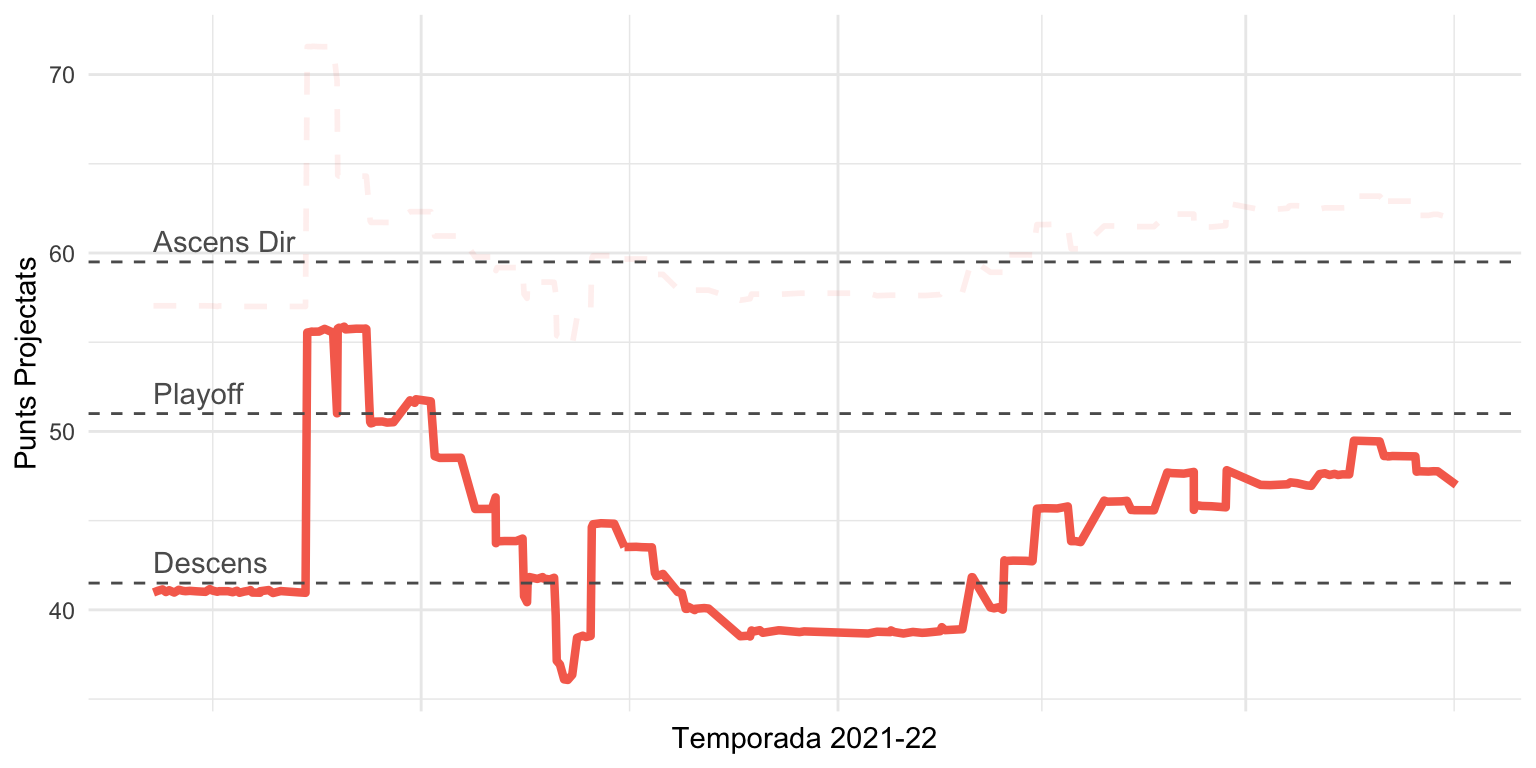 70
60
50
40
Punts Projectats
Ascens Dir
Playoff
Descens
Temporada 2021-22